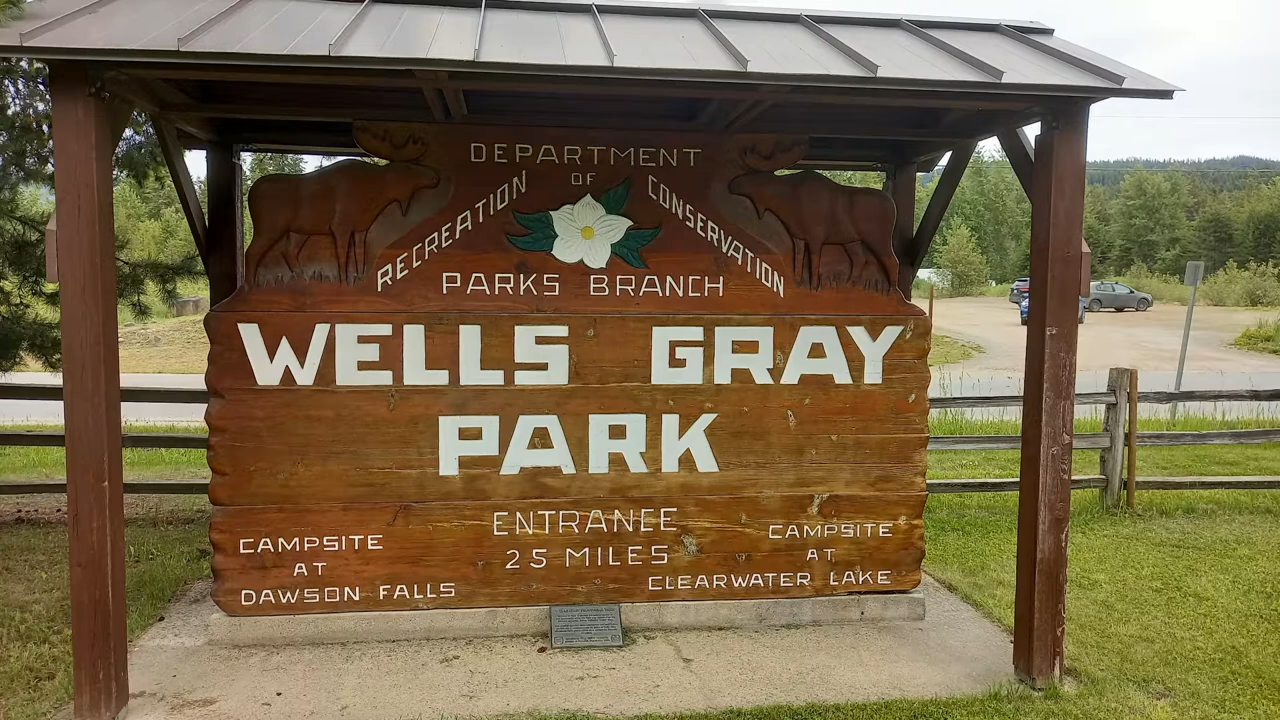 DEPARTMENT
OF
RECREATION
CONSERVATION
PARKS BRANCH
WELLS GRAY
PARK
ENTRANCE
25 MILES
CAMPSITE
AT
DAWSON FALLS
CAMPSITE
AT
CLEARWATER LAKE